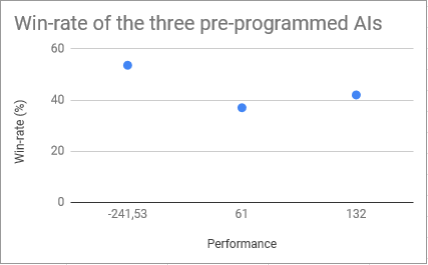 Win-rate of the three pre-programmed AIs
60
40
20
0
Win-rate (%)
-241,53 61 132
Performance